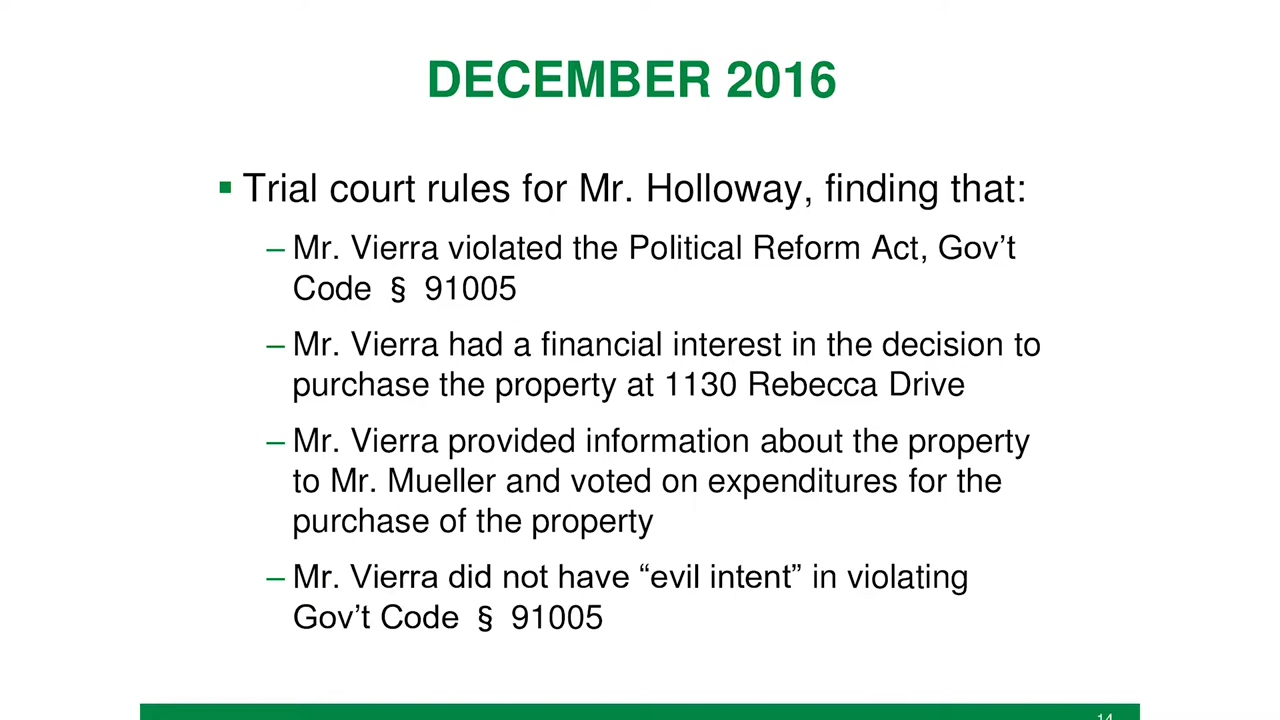 DECEMBER 2016
▪ Trial court rules for Mr. Holloway, finding that:
– Mr. Vierra violated the Political Reform Act, Gov’t
Code § 91005
– Mr. Vierra had a financial interest in the decision to
purchase the property at 1130 Rebecca Drive
– Mr. Vierra provided information about the property
to Mr. Mueller and voted on expenditures for the
purchase of the property
– Mr. Vierra did not have “evil intent” in violating
Gov’t Code § 91005
14